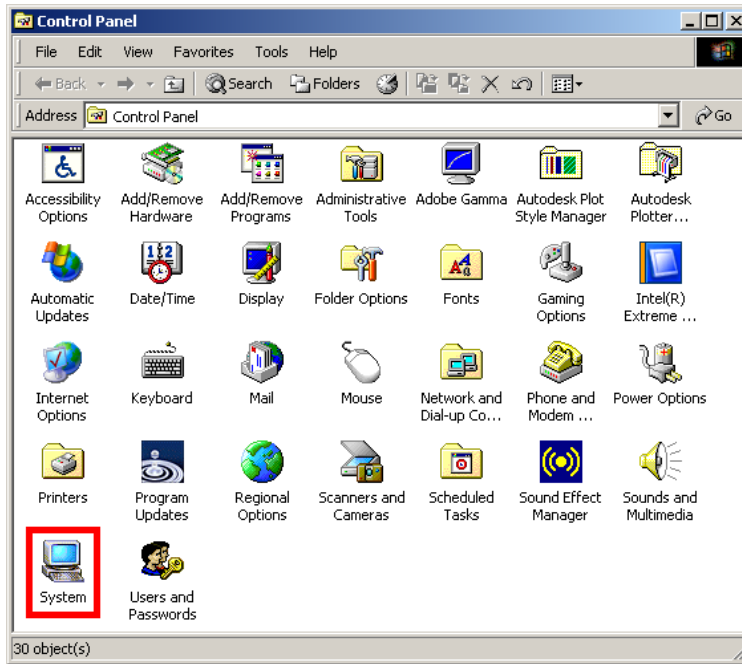 Control Panel
File Edit View Favorites Tools Help
Back Search Folders
Address Control Panel Go
Accessibility Add/Remove Add/Remove Administrative Adobe Gamma Autodesk Plot Autodesk
Options Hardware Programs Tools Style Manager Plotter...
Automatic Date/Time Display Folder Options Fonts Gaming Intel(R)
Updates Options Extreme ...
Internet Keyboard Mail Mouse Network and Phone and Power Options
Options Dial-up Co... Modem ...
Printers Program Regional Scanners and Scheduled Sound Effect Sounds and
Updates Options Cameras Tasks Manager Multimedia
System Users and
Passwords
30 object(s)